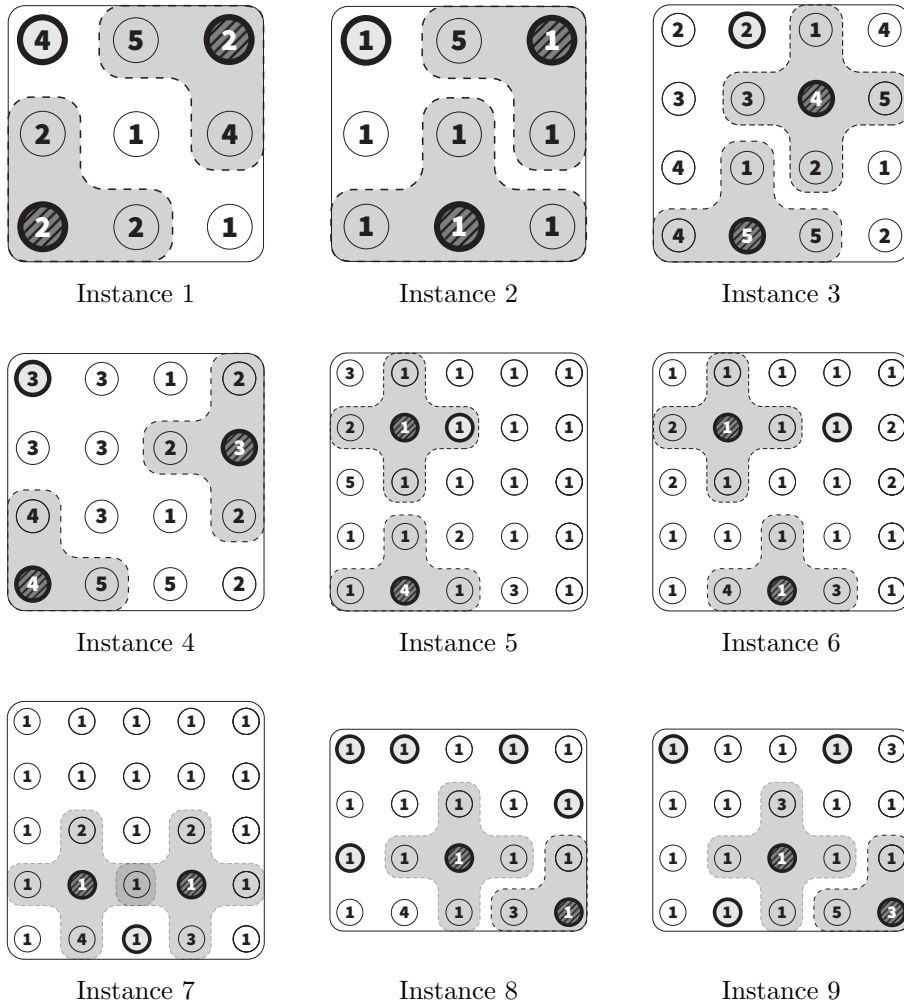 4 5 2 1 5 1 2 2 1 4
2 1 4 1 1 1 3 3 4 5
4 1 2 1
2 2 1 1 1 1 4 5 5 2
Instance 1 Instance 2 Instance 3
3 3 1 2 3 1 1 1 1 1 1 1 1 1
3 3 2 3 2 1 1 1 1 2 1 1 1 2
5 1 1 1 1 2 1 1 1 2
4 3 1 2 1 1 2 1 1 1 1 1 1 1
4 5 5 2 1 4 1 3 1 1 4 1 3 1
Instance 4 Instance 5 Instance 6
1 1 1 1 1 1 1 1 1 1 1 1 1 1 3
1 1 1 1 1 1 1 1 1 1 1 1 3 1 1
1 2 1 2 1 1 1 1 1 1 1 1 1 1 1
1 1 1 1 1 1 4 1 3 1 1 1 1 5 3
1 4 1 3 1
Instance 7 Instance 8 Instance 9